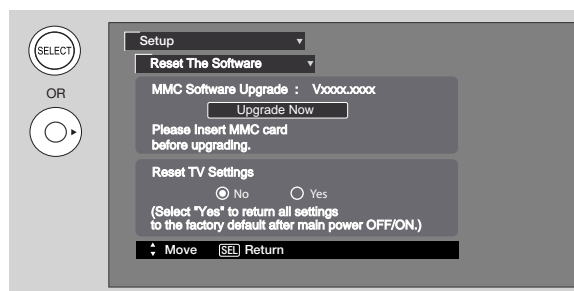 SELECT
OR
Setup
Reset The Software
MMC Software Upgrade : Vxxxx.xxxx
Upgrade Now
Please Insert MMC card
before upgrading.
Reset TV Settings
No Yes
(Select "Yes" to return all settings
to the factory default after main power OFF/ON.)
Move SEL Return